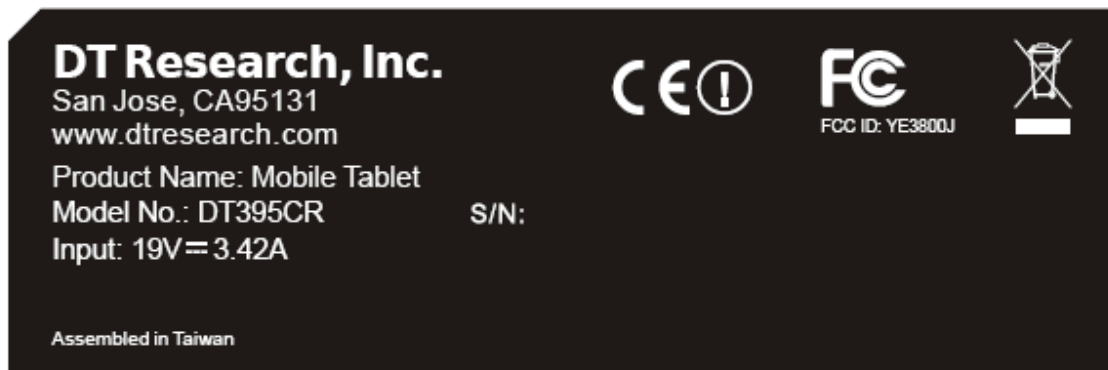 DT Research, Inc.
San Jose, CA95131
www.dtresearch.com
Product Name: Mobile Tablet
Model No.: DT395CR
S/N:
Input: 19V⎓3.42A
Assembled in Taiwan
CE
FC
FCC ID: YE3800J